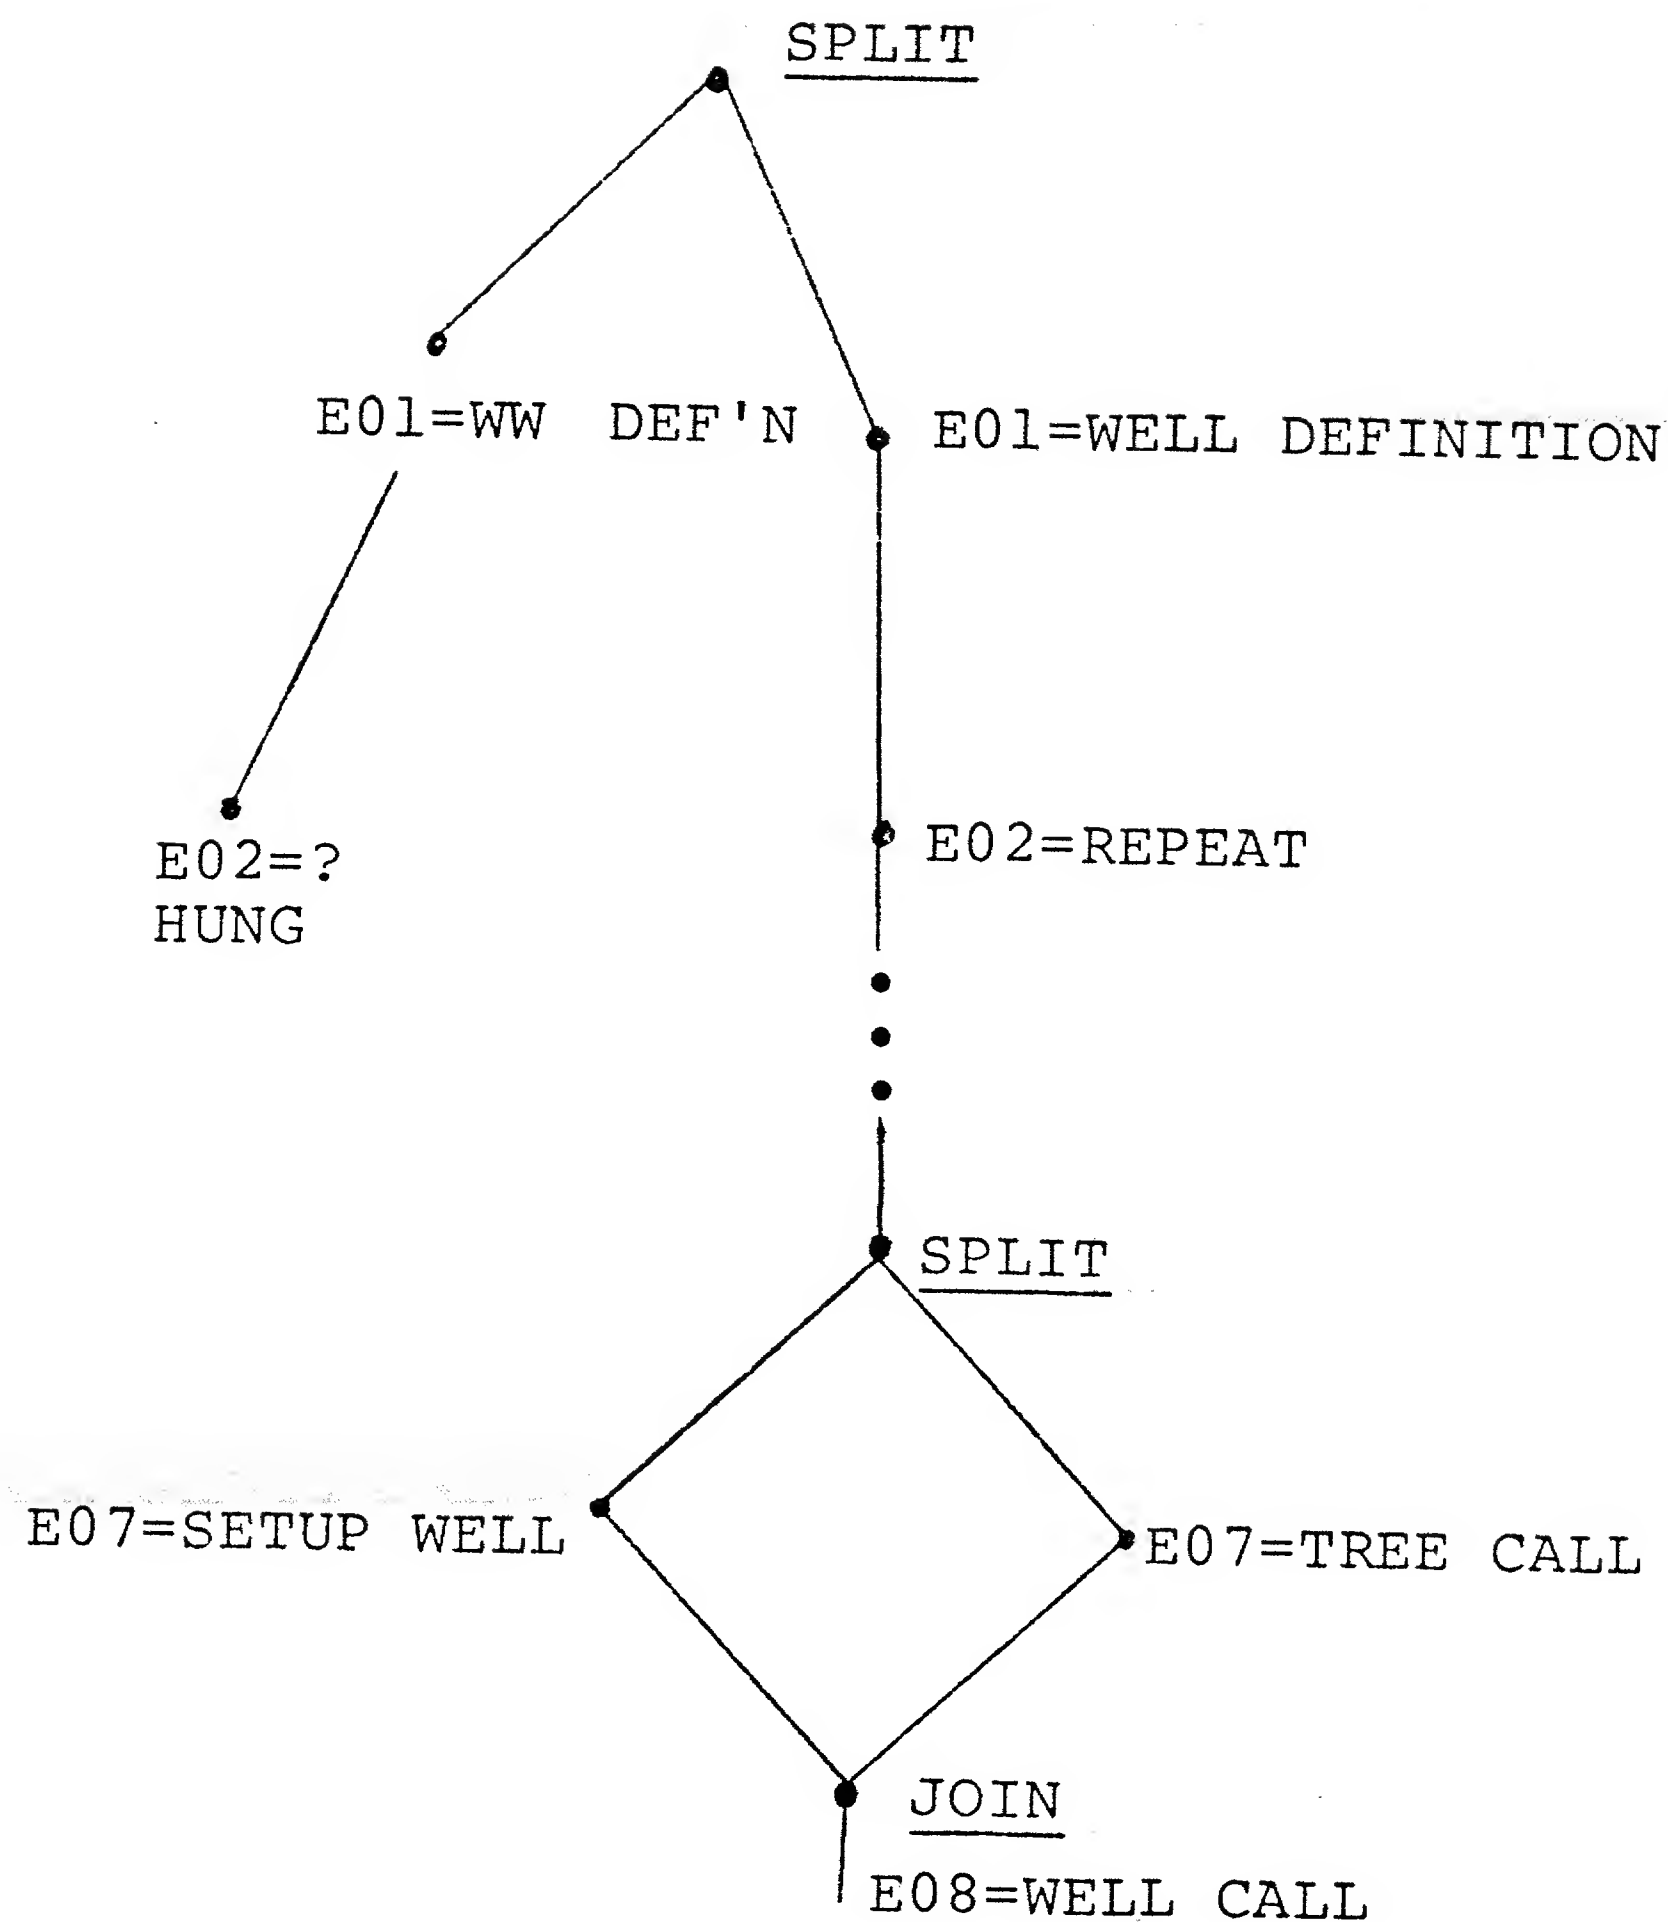 SPLIT
E01=WW DEF'N
E01=WELL DEFINITION
E02=?
HUNG
E02=REPEAT
SPLIT
E07=SETUP WELL
E07=TREE CALL
JOIN
E08=WELL CALL